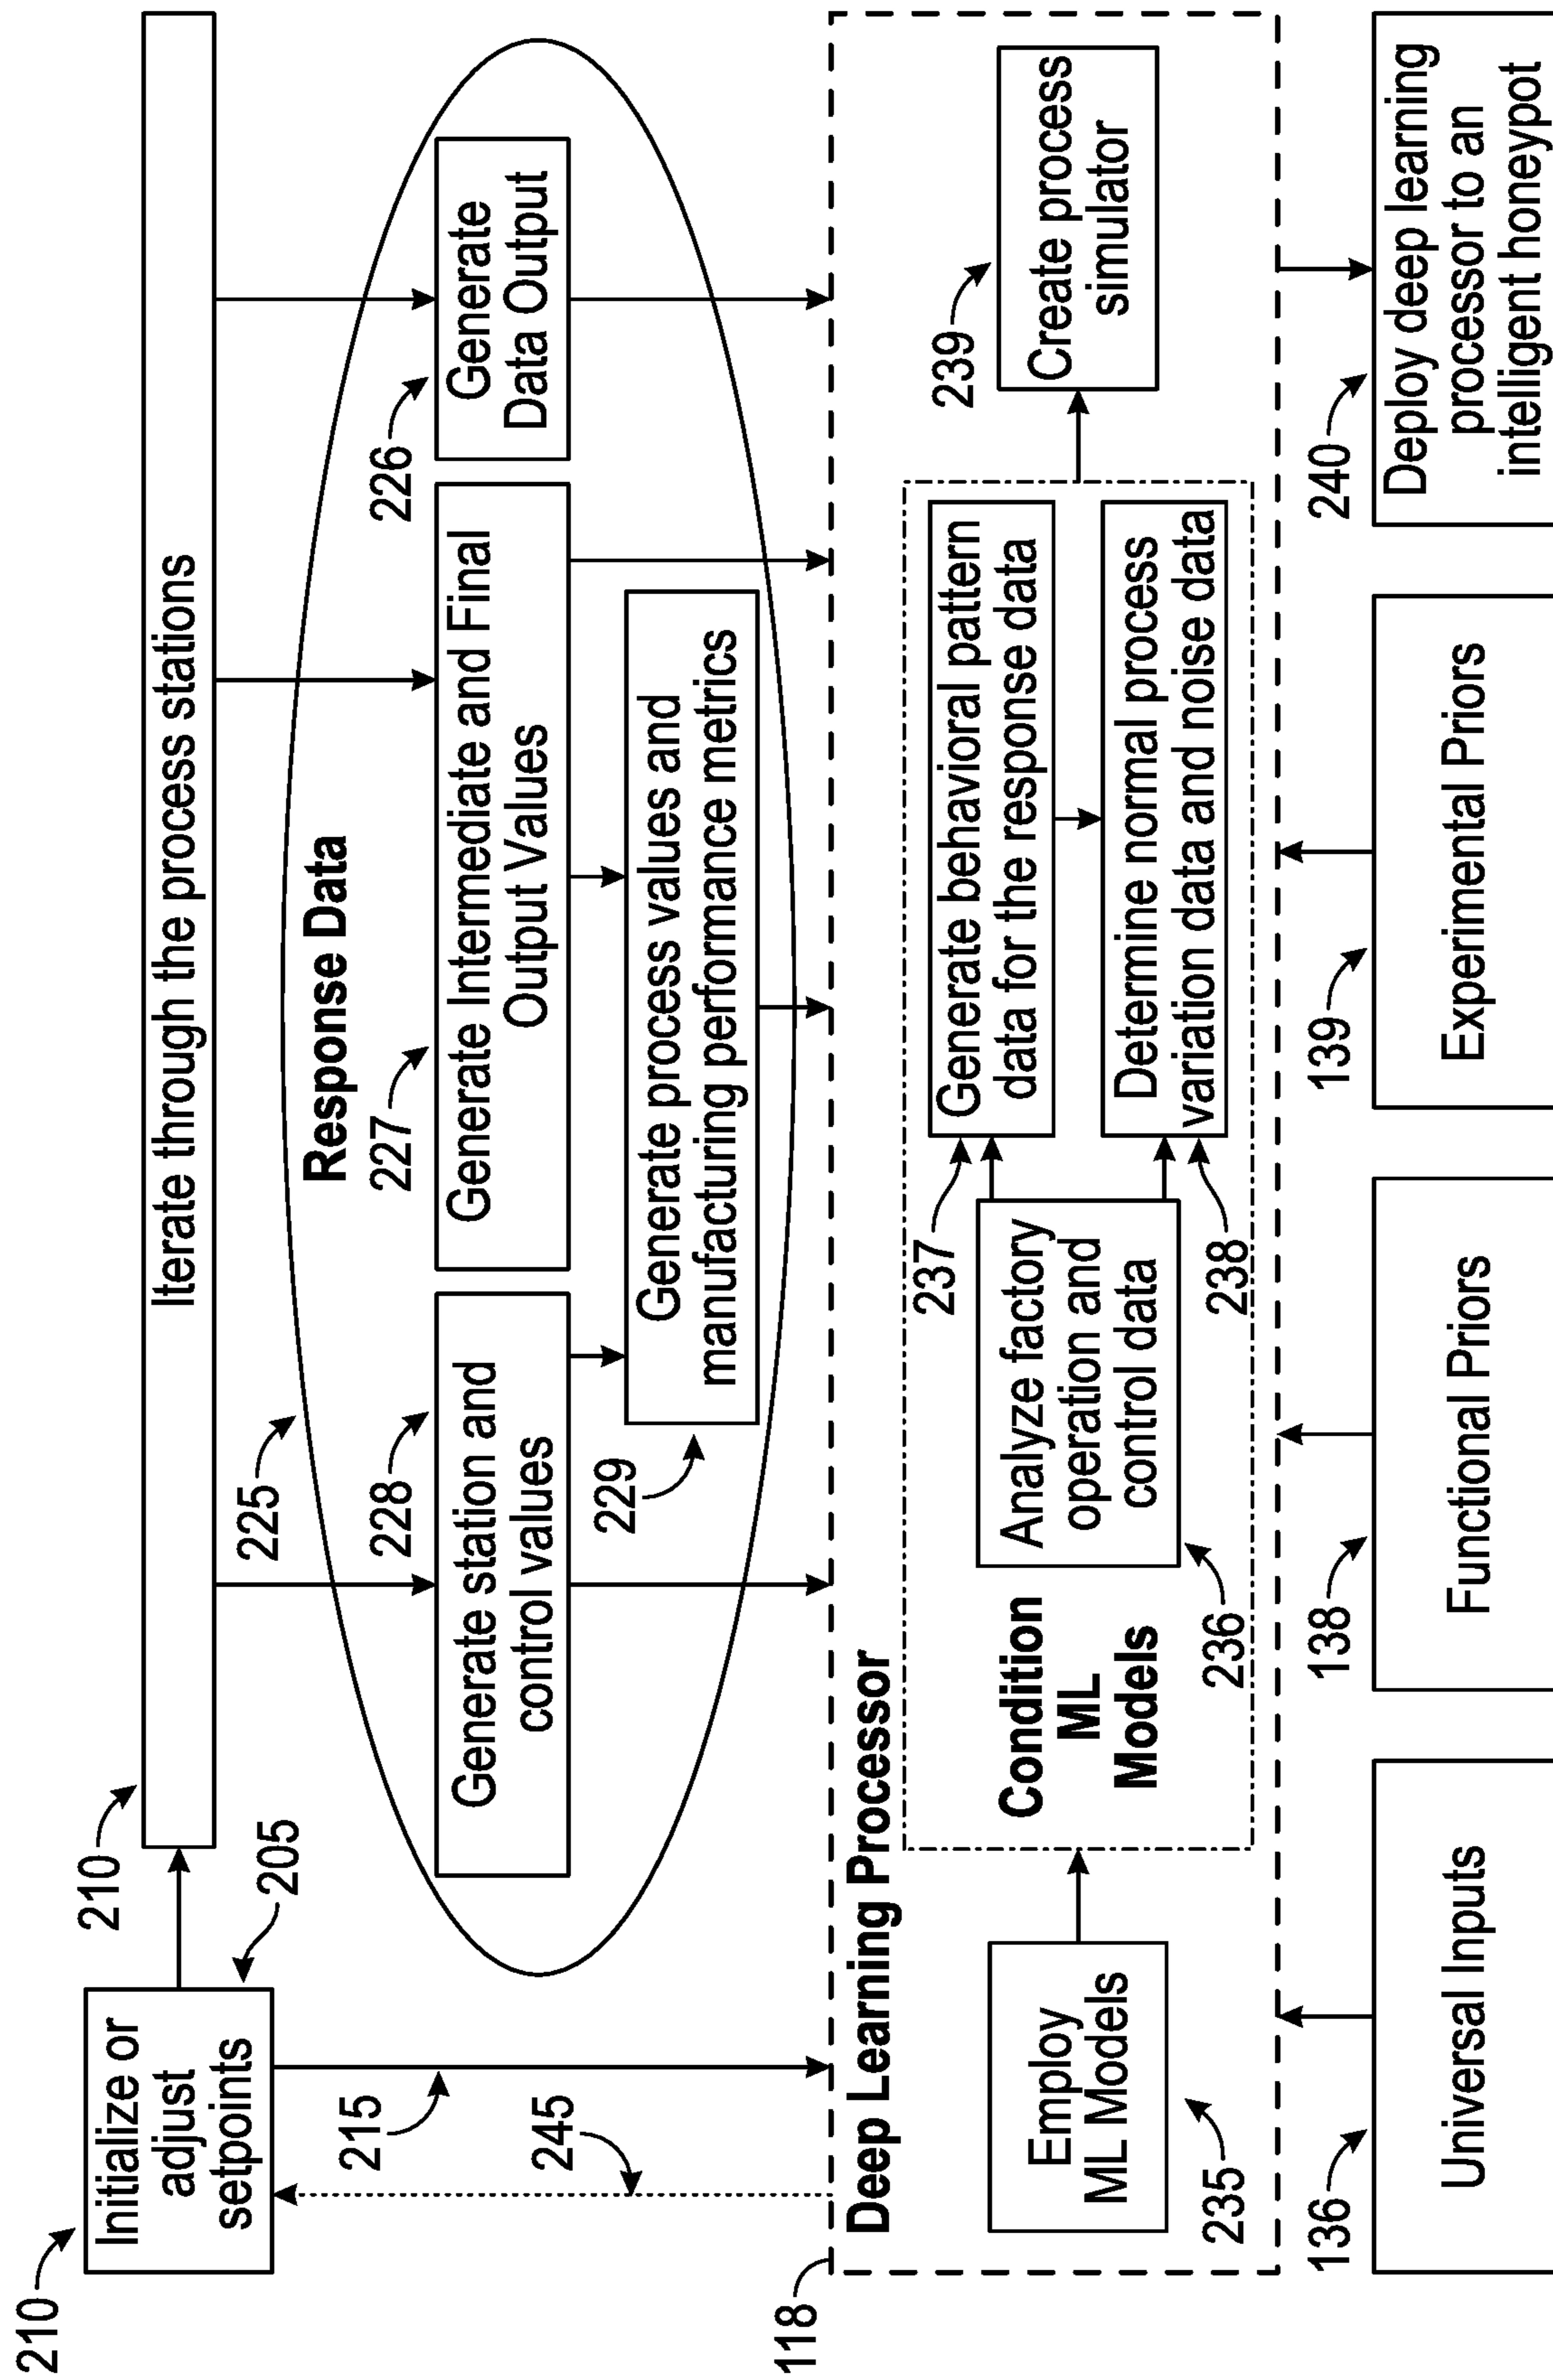 210
Initialize or
adjust
setpoints
205
210
Iterate through the process stations
215
245
225
Response Data
228
Generate station and
control values
227
Generate Intermediate and Final
Output Values
226
Generate
Data Output
229
Generate process values and
manufacturing performance metrics
118
Deep Learning Processor
Employ
ML Models
235
Condition
ML
Models
Analyze factory
operation and
control data
236
237
Generate behavioral pattern
data for the response data
238
Determine normal process
variation data and noise data
239
Create process
simulator
136
Universal Inputs
138
Functional Priors
139
Experimental Priors
240
Deploy deep learning
processor to an
intelligent honeypot